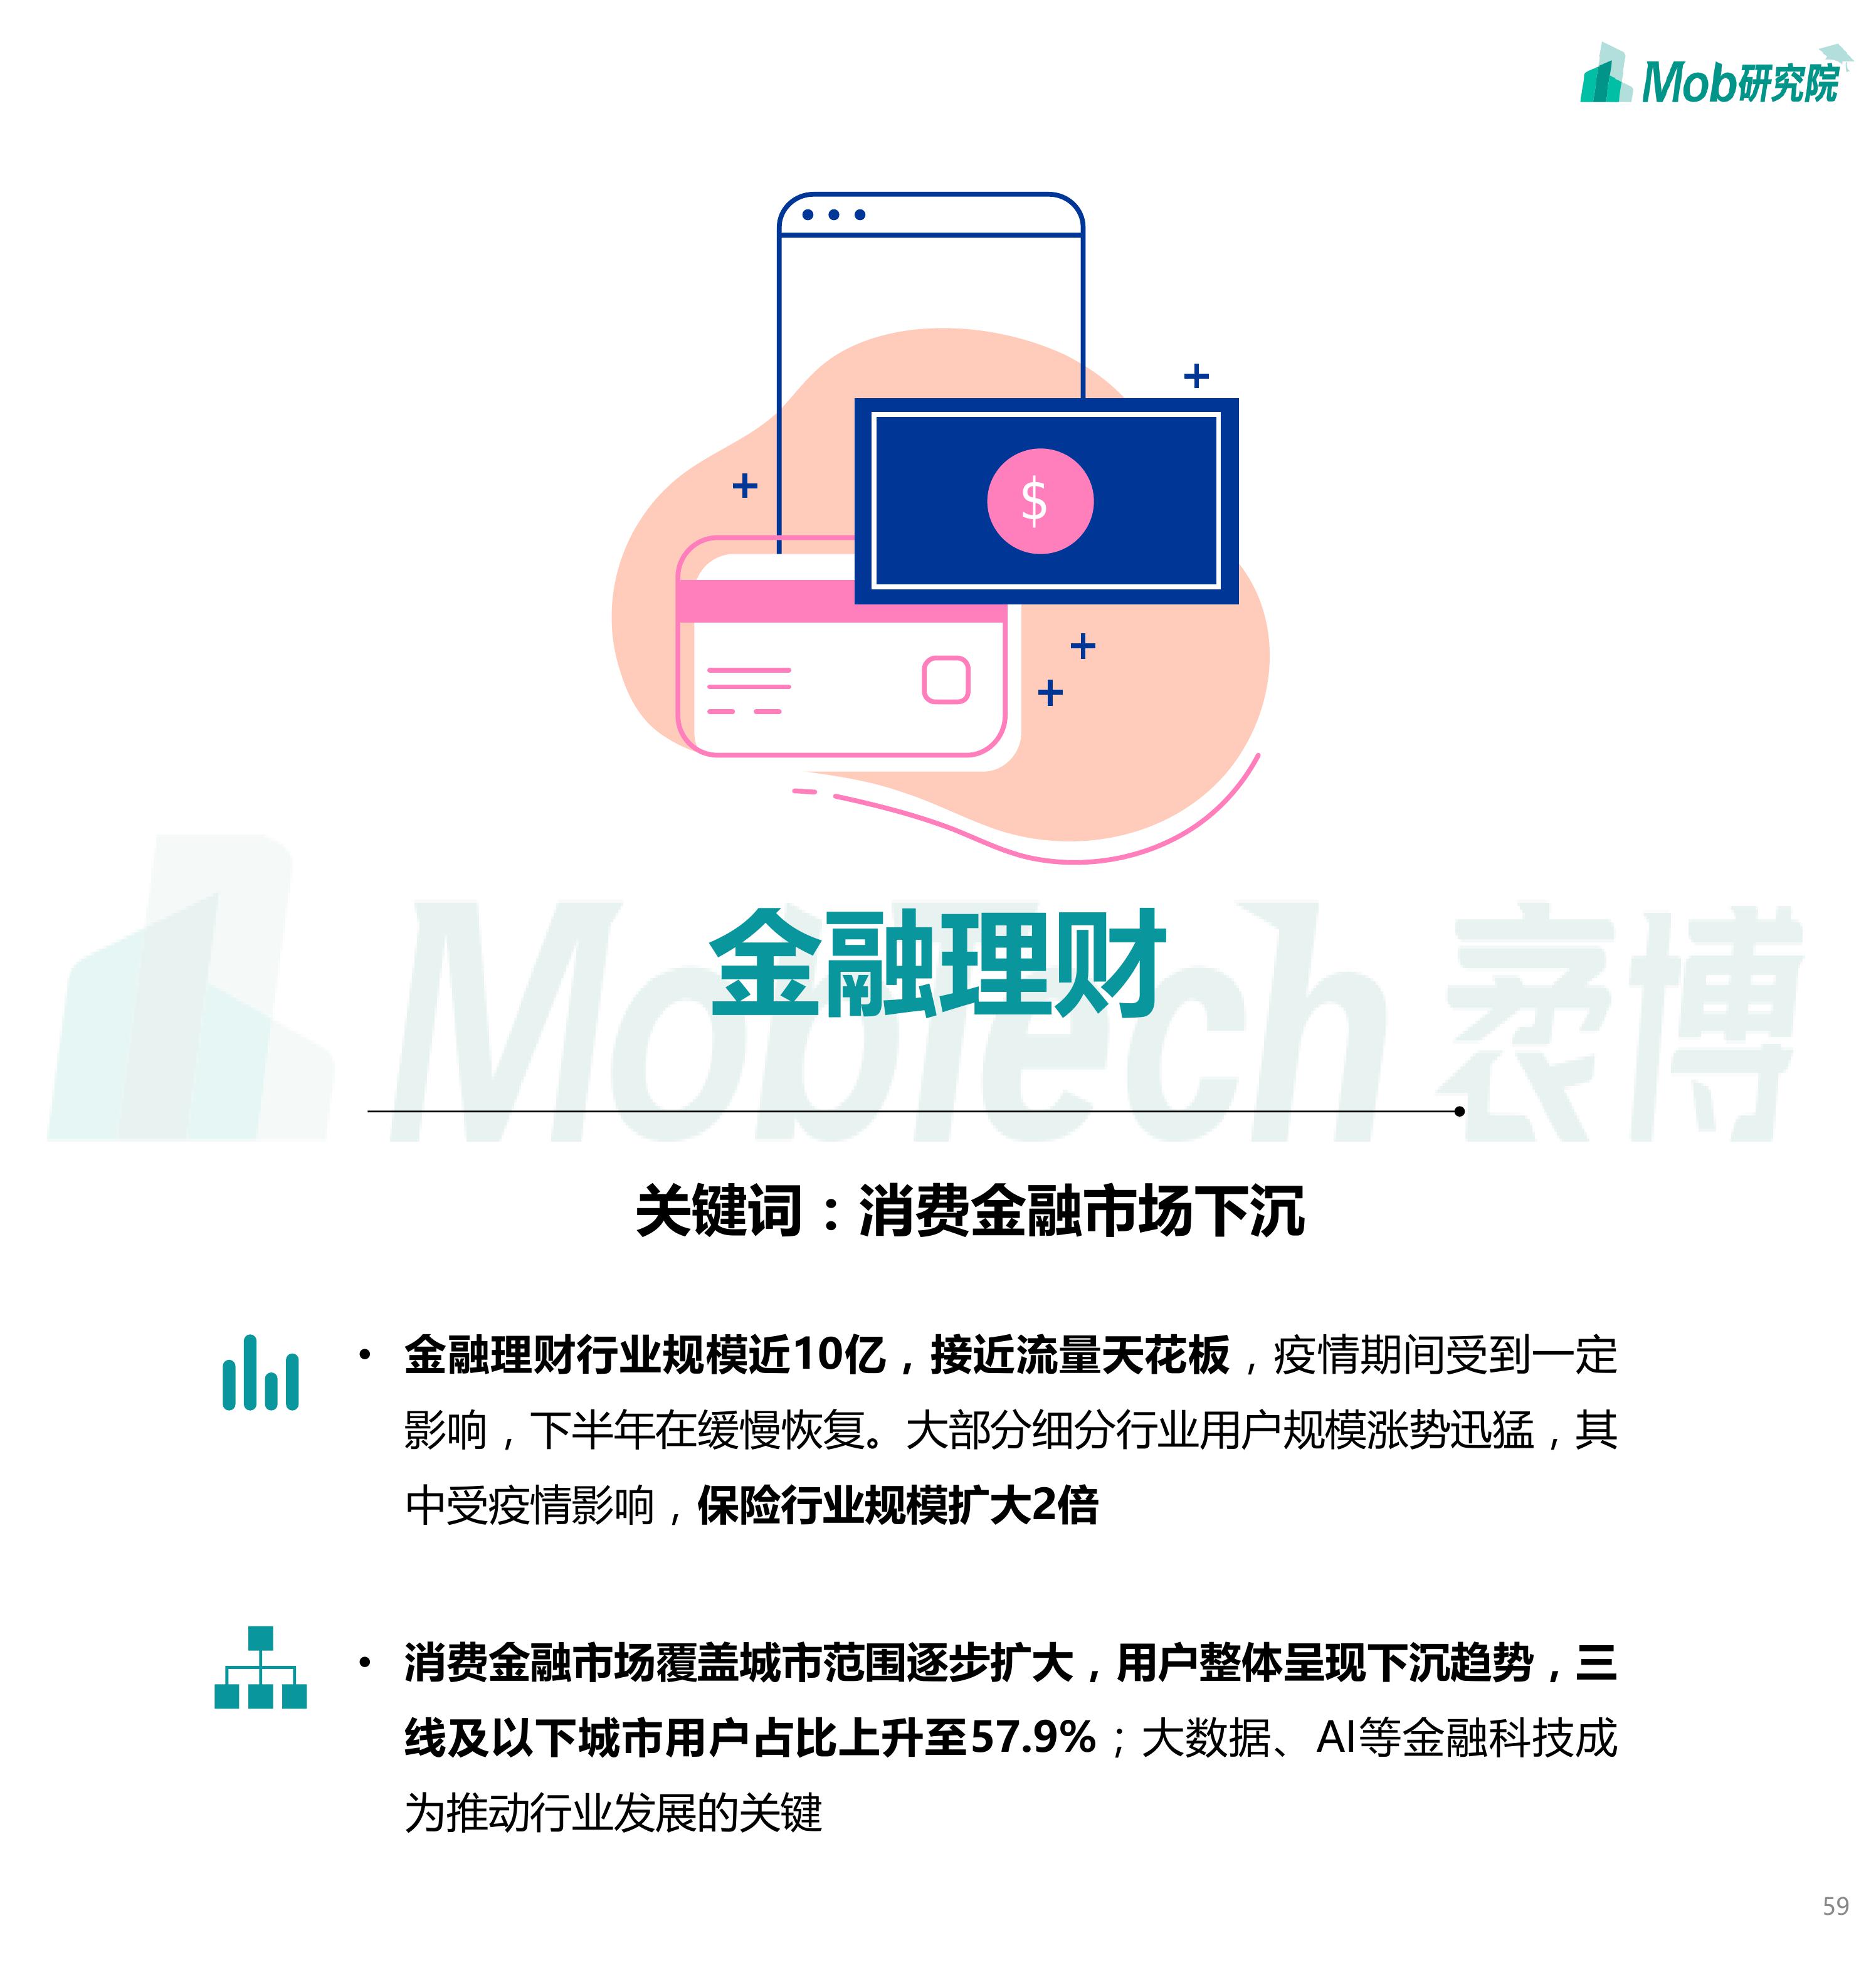 Mob研究院
$
MobTech 袤博
金融理财
关键词：消费金融市场下沉
• 金融理财行业规模近10亿，接近流量天花板，疫情期间受到一定
影响，下半年在缓慢恢复。大部分细分行业用户规模涨势迅猛，其
中受疫情影响，保险行业规模扩大2倍
• 消费金融市场覆盖城市范围逐步扩大，用户整体呈现下沉趋势，三
线及以下城市用户占比上升至57.9%；大数据、AI等金融科技成
为推动行业发展的关键
59